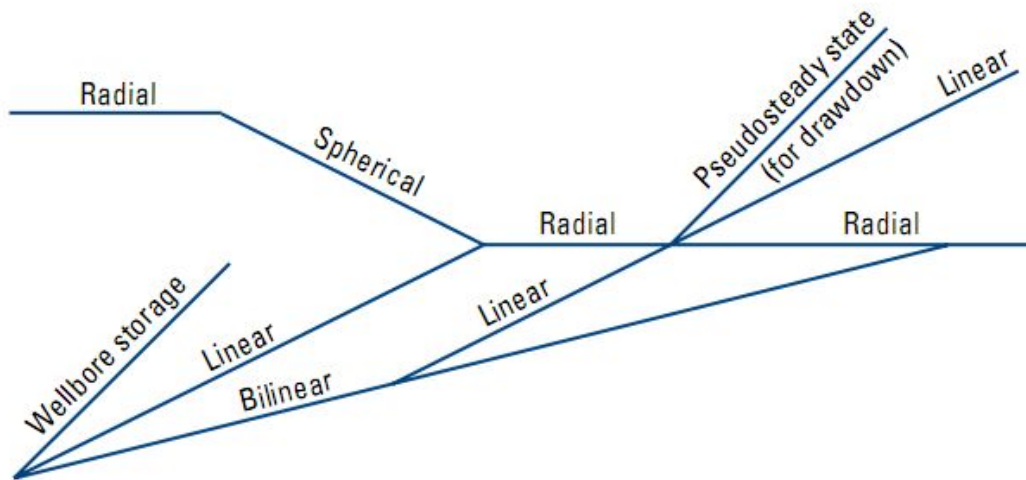 Radial
Spherical
Pseudosteady state
(for drawdown)
Linear
Radial
Radial
Wellbore storage
Linear
Linear
Bilinear